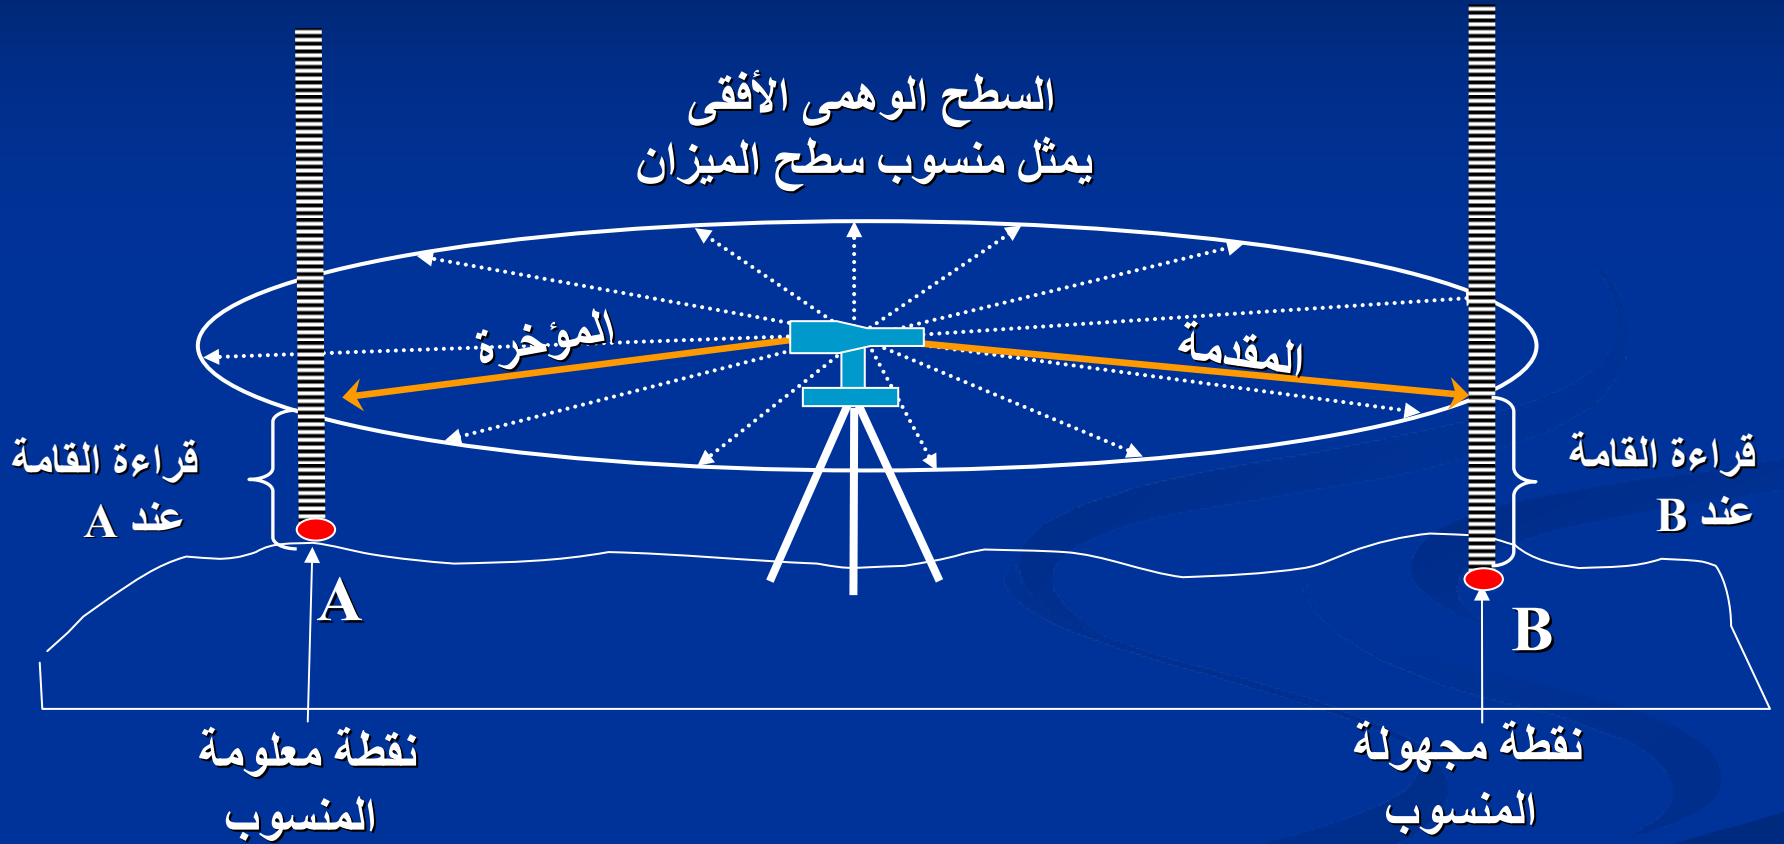 السطح الوهمى الأفقى
يمثل منسوب سطح الميزان
المقدمة
المؤخرة
قراءة القامة
عند B
قراءة القامة
عند A
B
A
نقطة مجهولة
المنسوب
نقطة معلومة
المنسوب